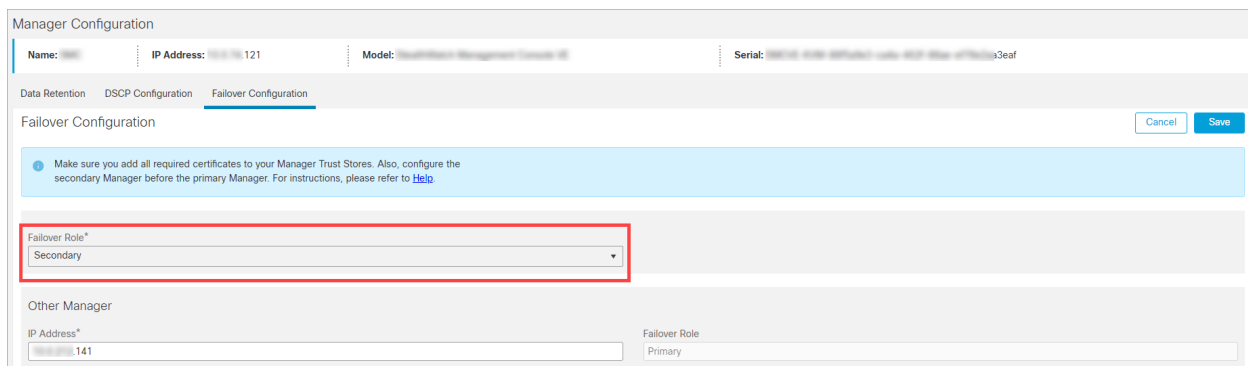 Manager Configuration
Name: IP Address: .121 Model: Serial: a3eaf
Data Retention DSCP Configuration Failover Configuration
Failover Configuration Cancel Save
Make sure you add all required certificates to your Manager Trust Stores. Also, configure the
secondary Manager before the primary Manager. For instructions, please refer to Help.
Failover Role*
Secondary
Other Manager
IP Address* Failover Role
.141 Primary